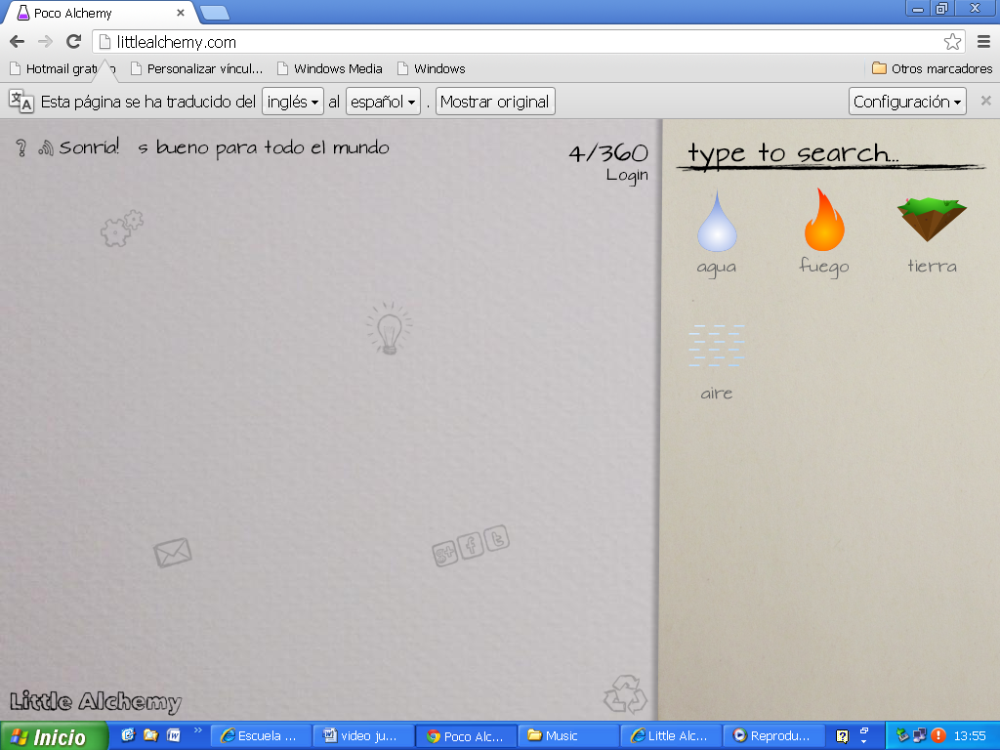 Poco Alchemy
littlealchemy.com
Hotmail gratuito Personalizar víncul... Windows Media Windows Otros marcadores
Esta página se ha traducido del inglés al español . Mostrar original Configuración
? Sonría! s bueno para todo el mundo
4/360
Login
type to search...
agua fuego tierra
aire
g+ f t
Little Alchemy
Inicio Escuela ... video ju... Poco Alc... Music Little Alc... Reprodu... 13:55